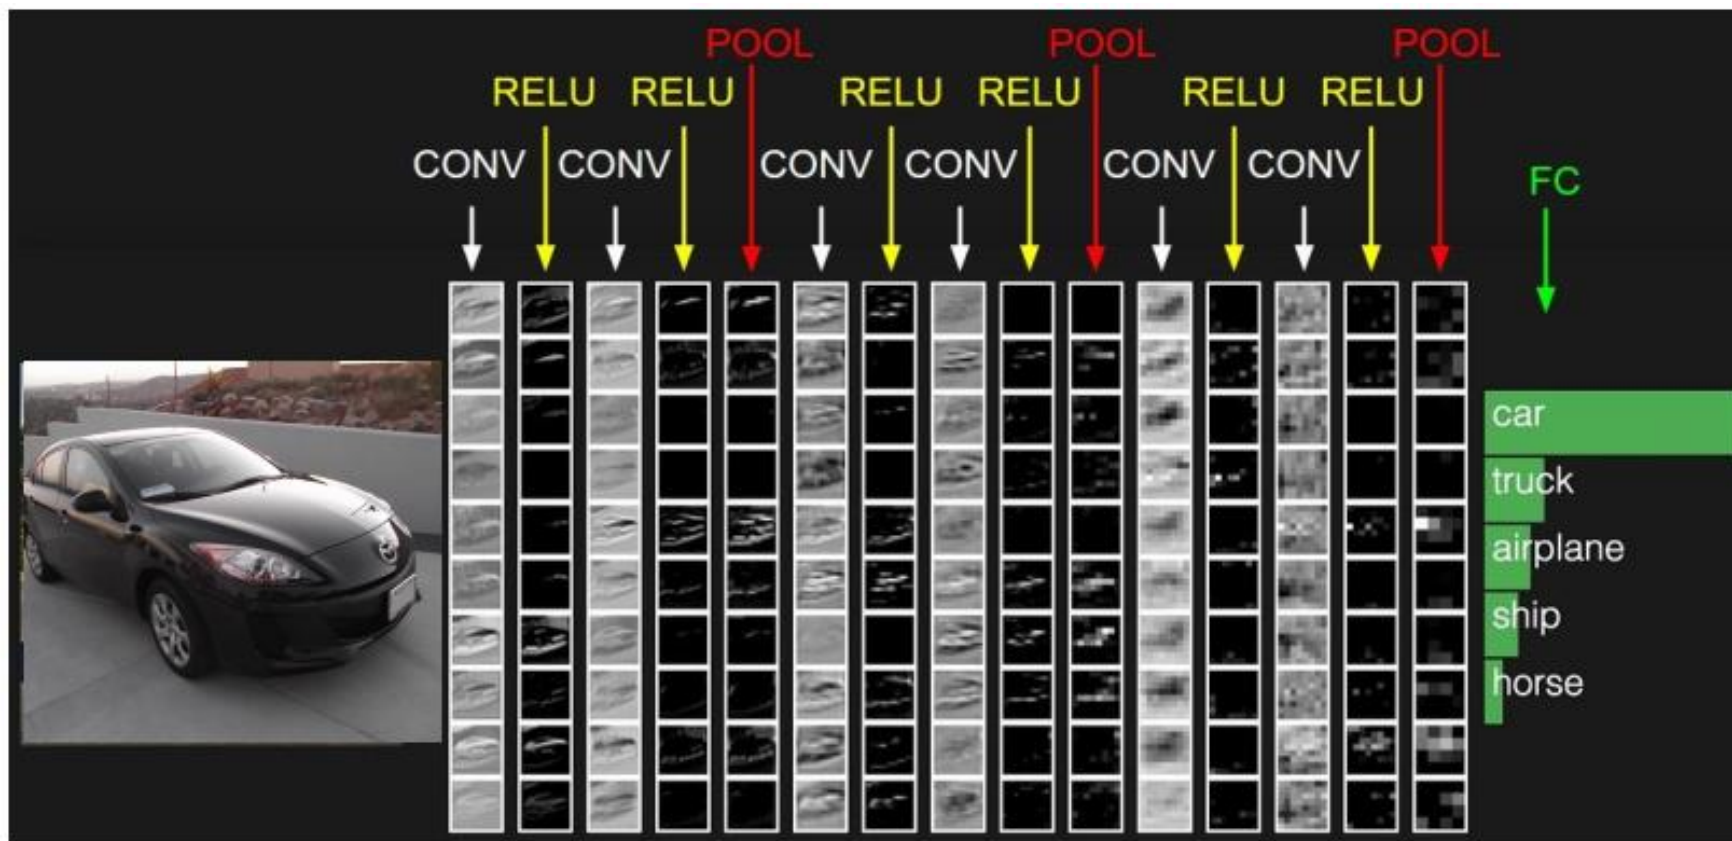 POOL POOL POOL
RELU RELU RELU RELU RELU RELU
CONV CONV CONV CONV CONV CONV
FC
car
truck
airplane
ship
horse